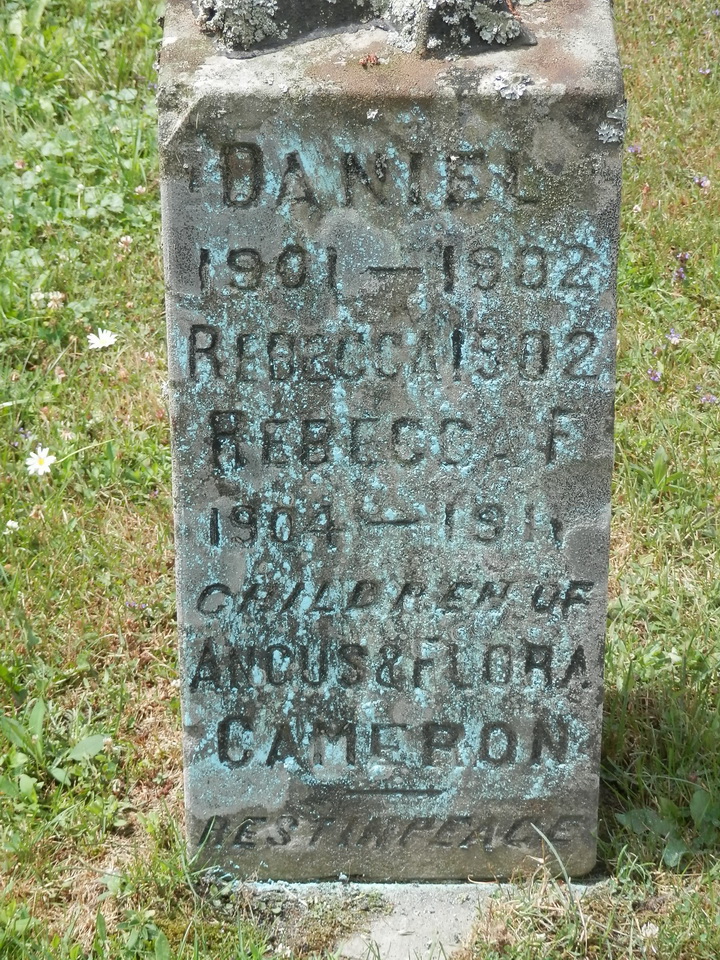 DANIEL
1901 — 1902
REBECCA 1902
REBECCA F
1904 — 1911
CHILDREN OF
ANGUS & FLORA
CAMERON
REST IN PEACE